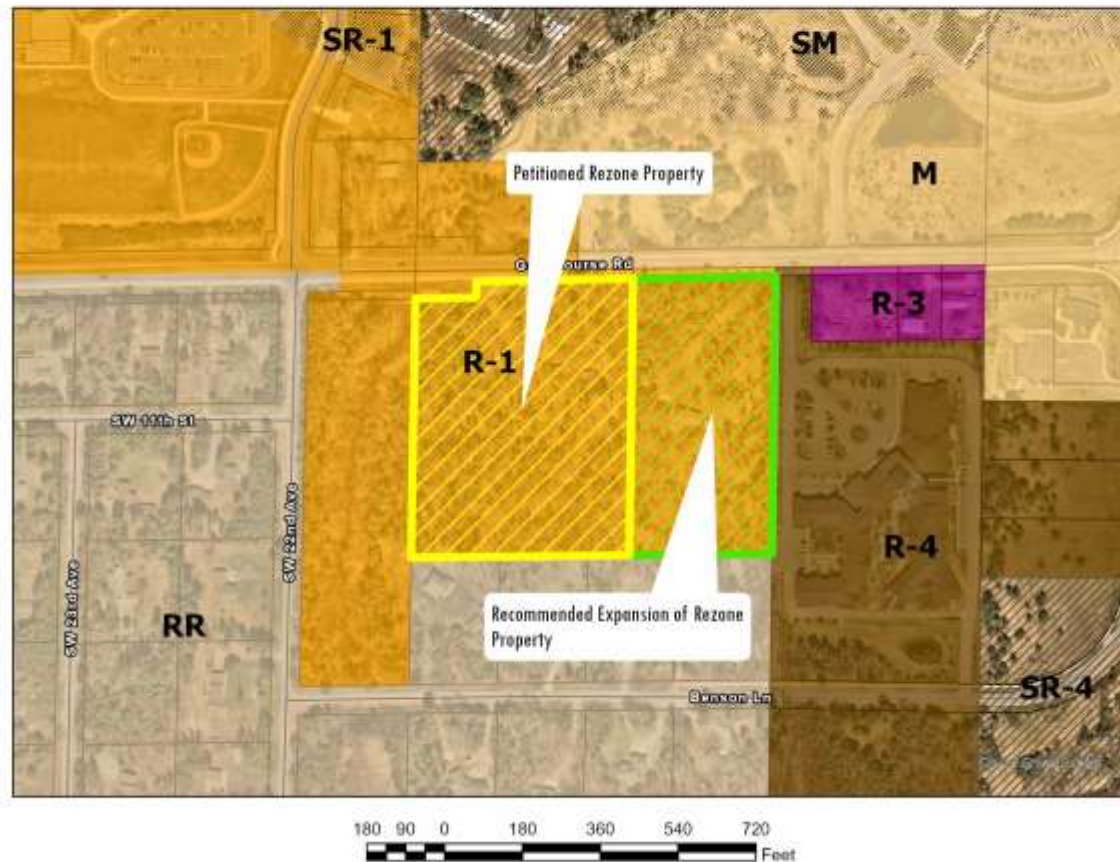 SR-1
SM
Petitioned Rezone Property
M
Course Rd
R-3
R-1
SW 11th St
SW 22nd Ave
R-4
Recommended Expansion of Rezone
Property
RR
SW 23rd Ave
SR-4
Benson Ln
180 90 0 180 360 540 720
Feet